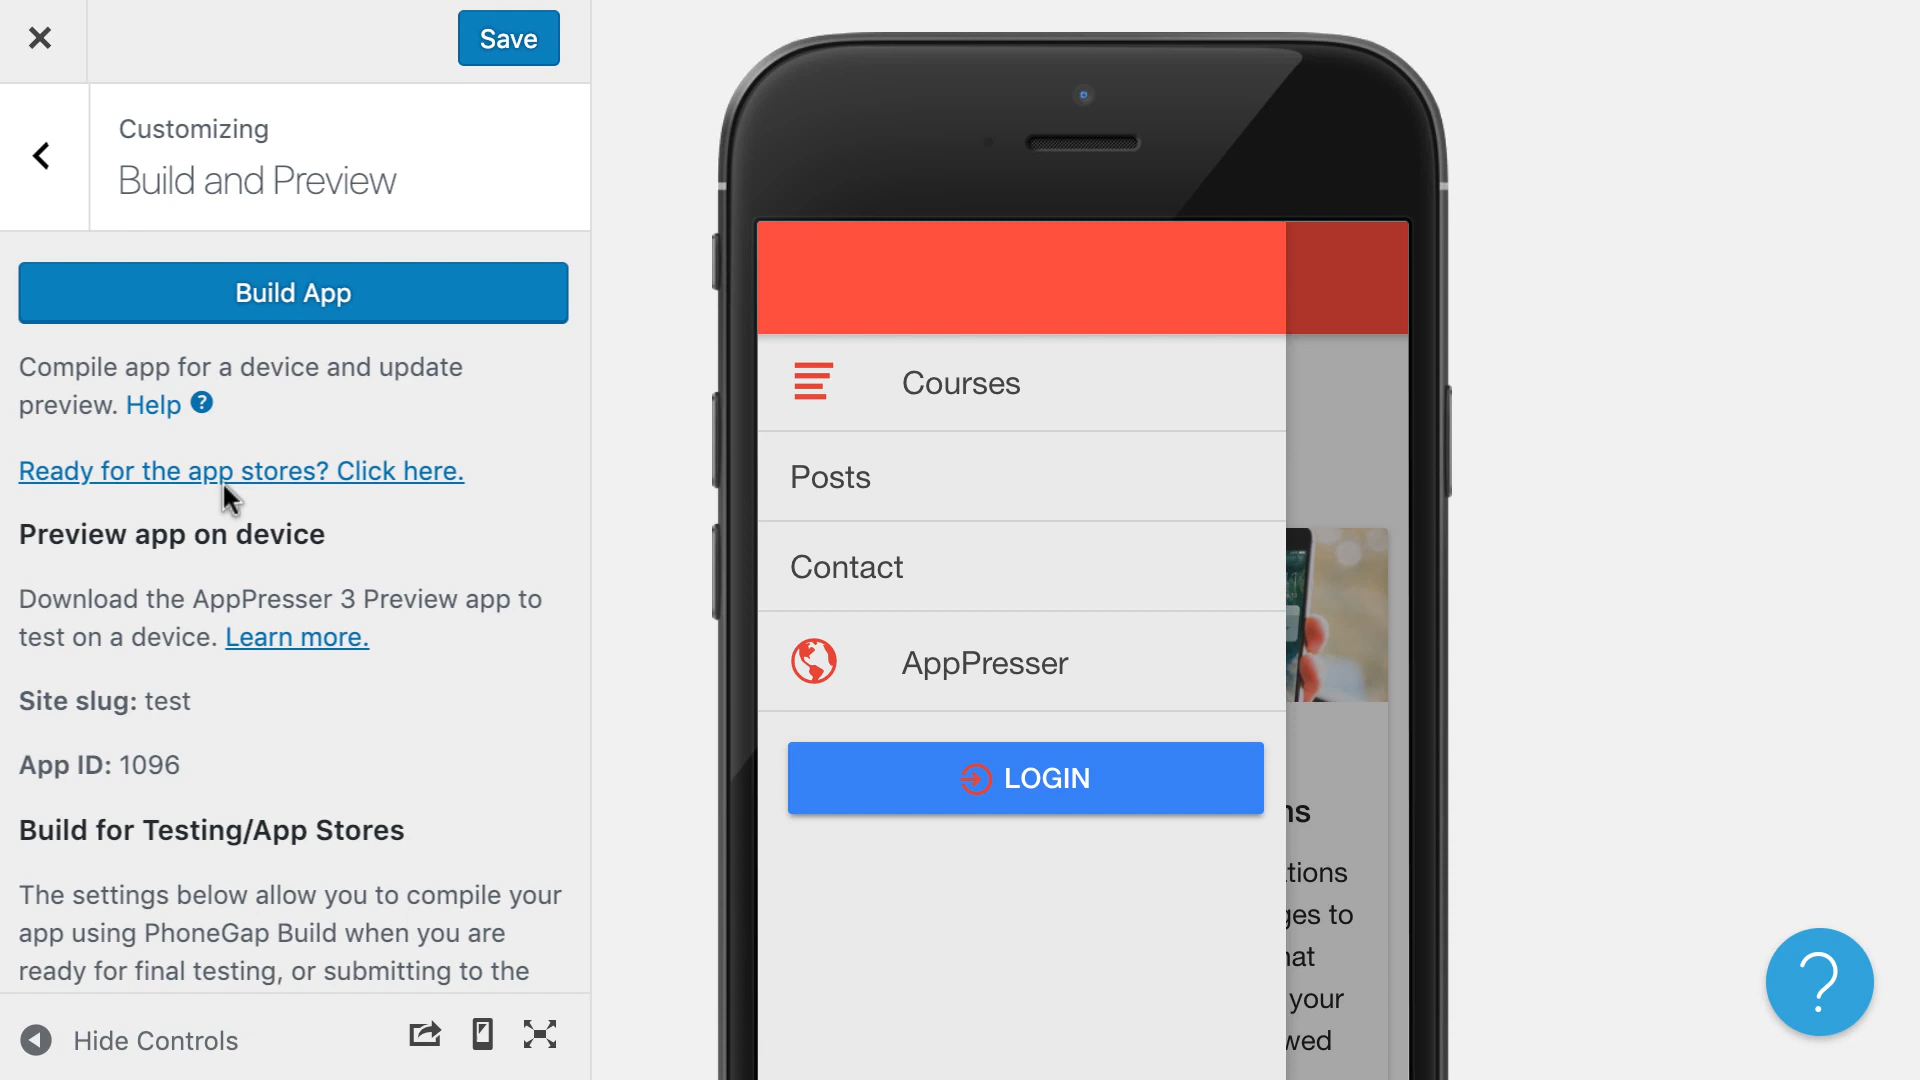 Save
Customizing
Build and Preview
Build App
Compile app for a device and update
preview. Help ?
Ready for the app stores? Click here.
Preview app on device
Download the AppPresser 3 Preview app to
test on a device. Learn more.
Site slug: test
App ID: 1096
Build for Testing/App Stores
The settings below allow you to compile your
app using PhoneGap Build when you are
ready for final testing, or submitting to the
Hide Controls
Courses
Posts
Contact
AppPresser
LOGIN
ns
tions
ges to
hat
your
wed
?